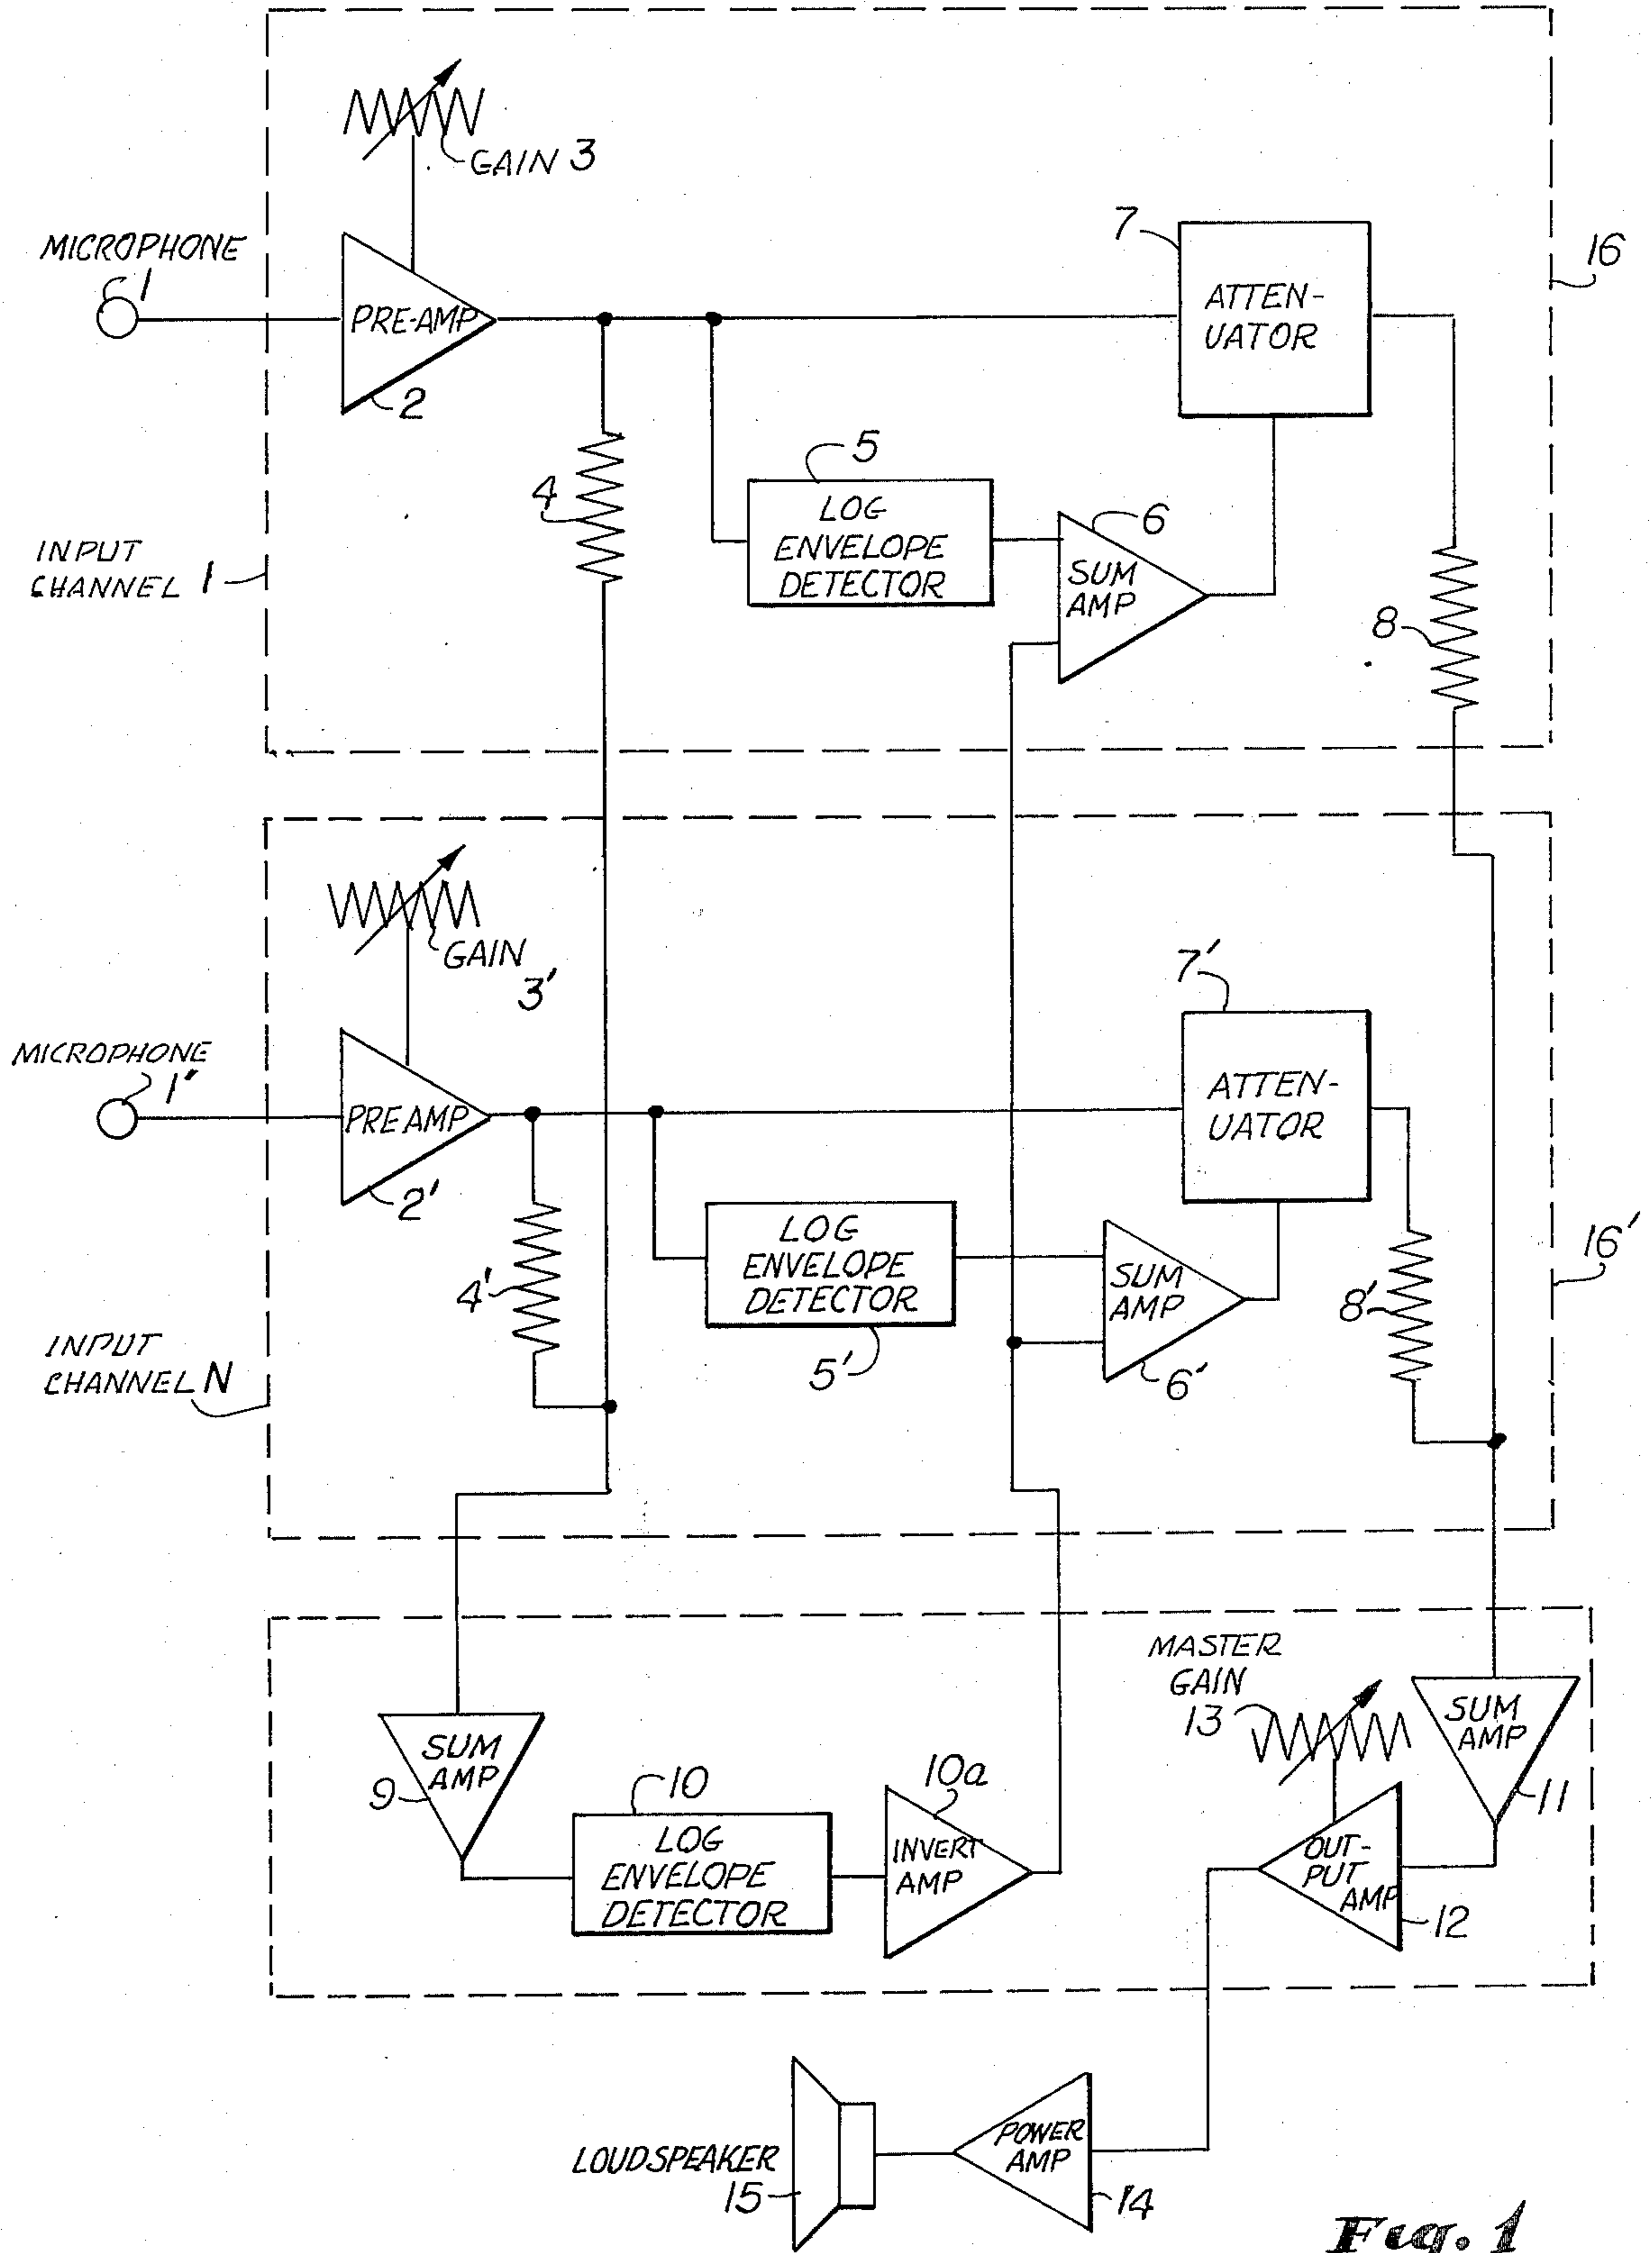 GAIN 3
MICROPHONE
1
PRE-AMP
2
7
ATTEN-
UATOR
16
4
5
LOG
ENVELOPE
DETECTOR
6
SUM
AMP
8
INPUT
CHANNEL 1
GAIN
3'
MICROPHONE
1'
PRE AMP
2'
7'
ATTEN-
UATOR
16'
4'
LOG
ENVELOPE
DETECTOR
5'
SUM
AMP
6'
8'
INPUT
CHANNEL N
SUM
AMP
9
10
LOG
ENVELOPE
DETECTOR
10a
INVERT
AMP
MASTER
GAIN
13
SUM
AMP
11
OUT-
PUT
AMP
12
POWER
AMP
14
LOUDSPEAKER
15
Fig. 1